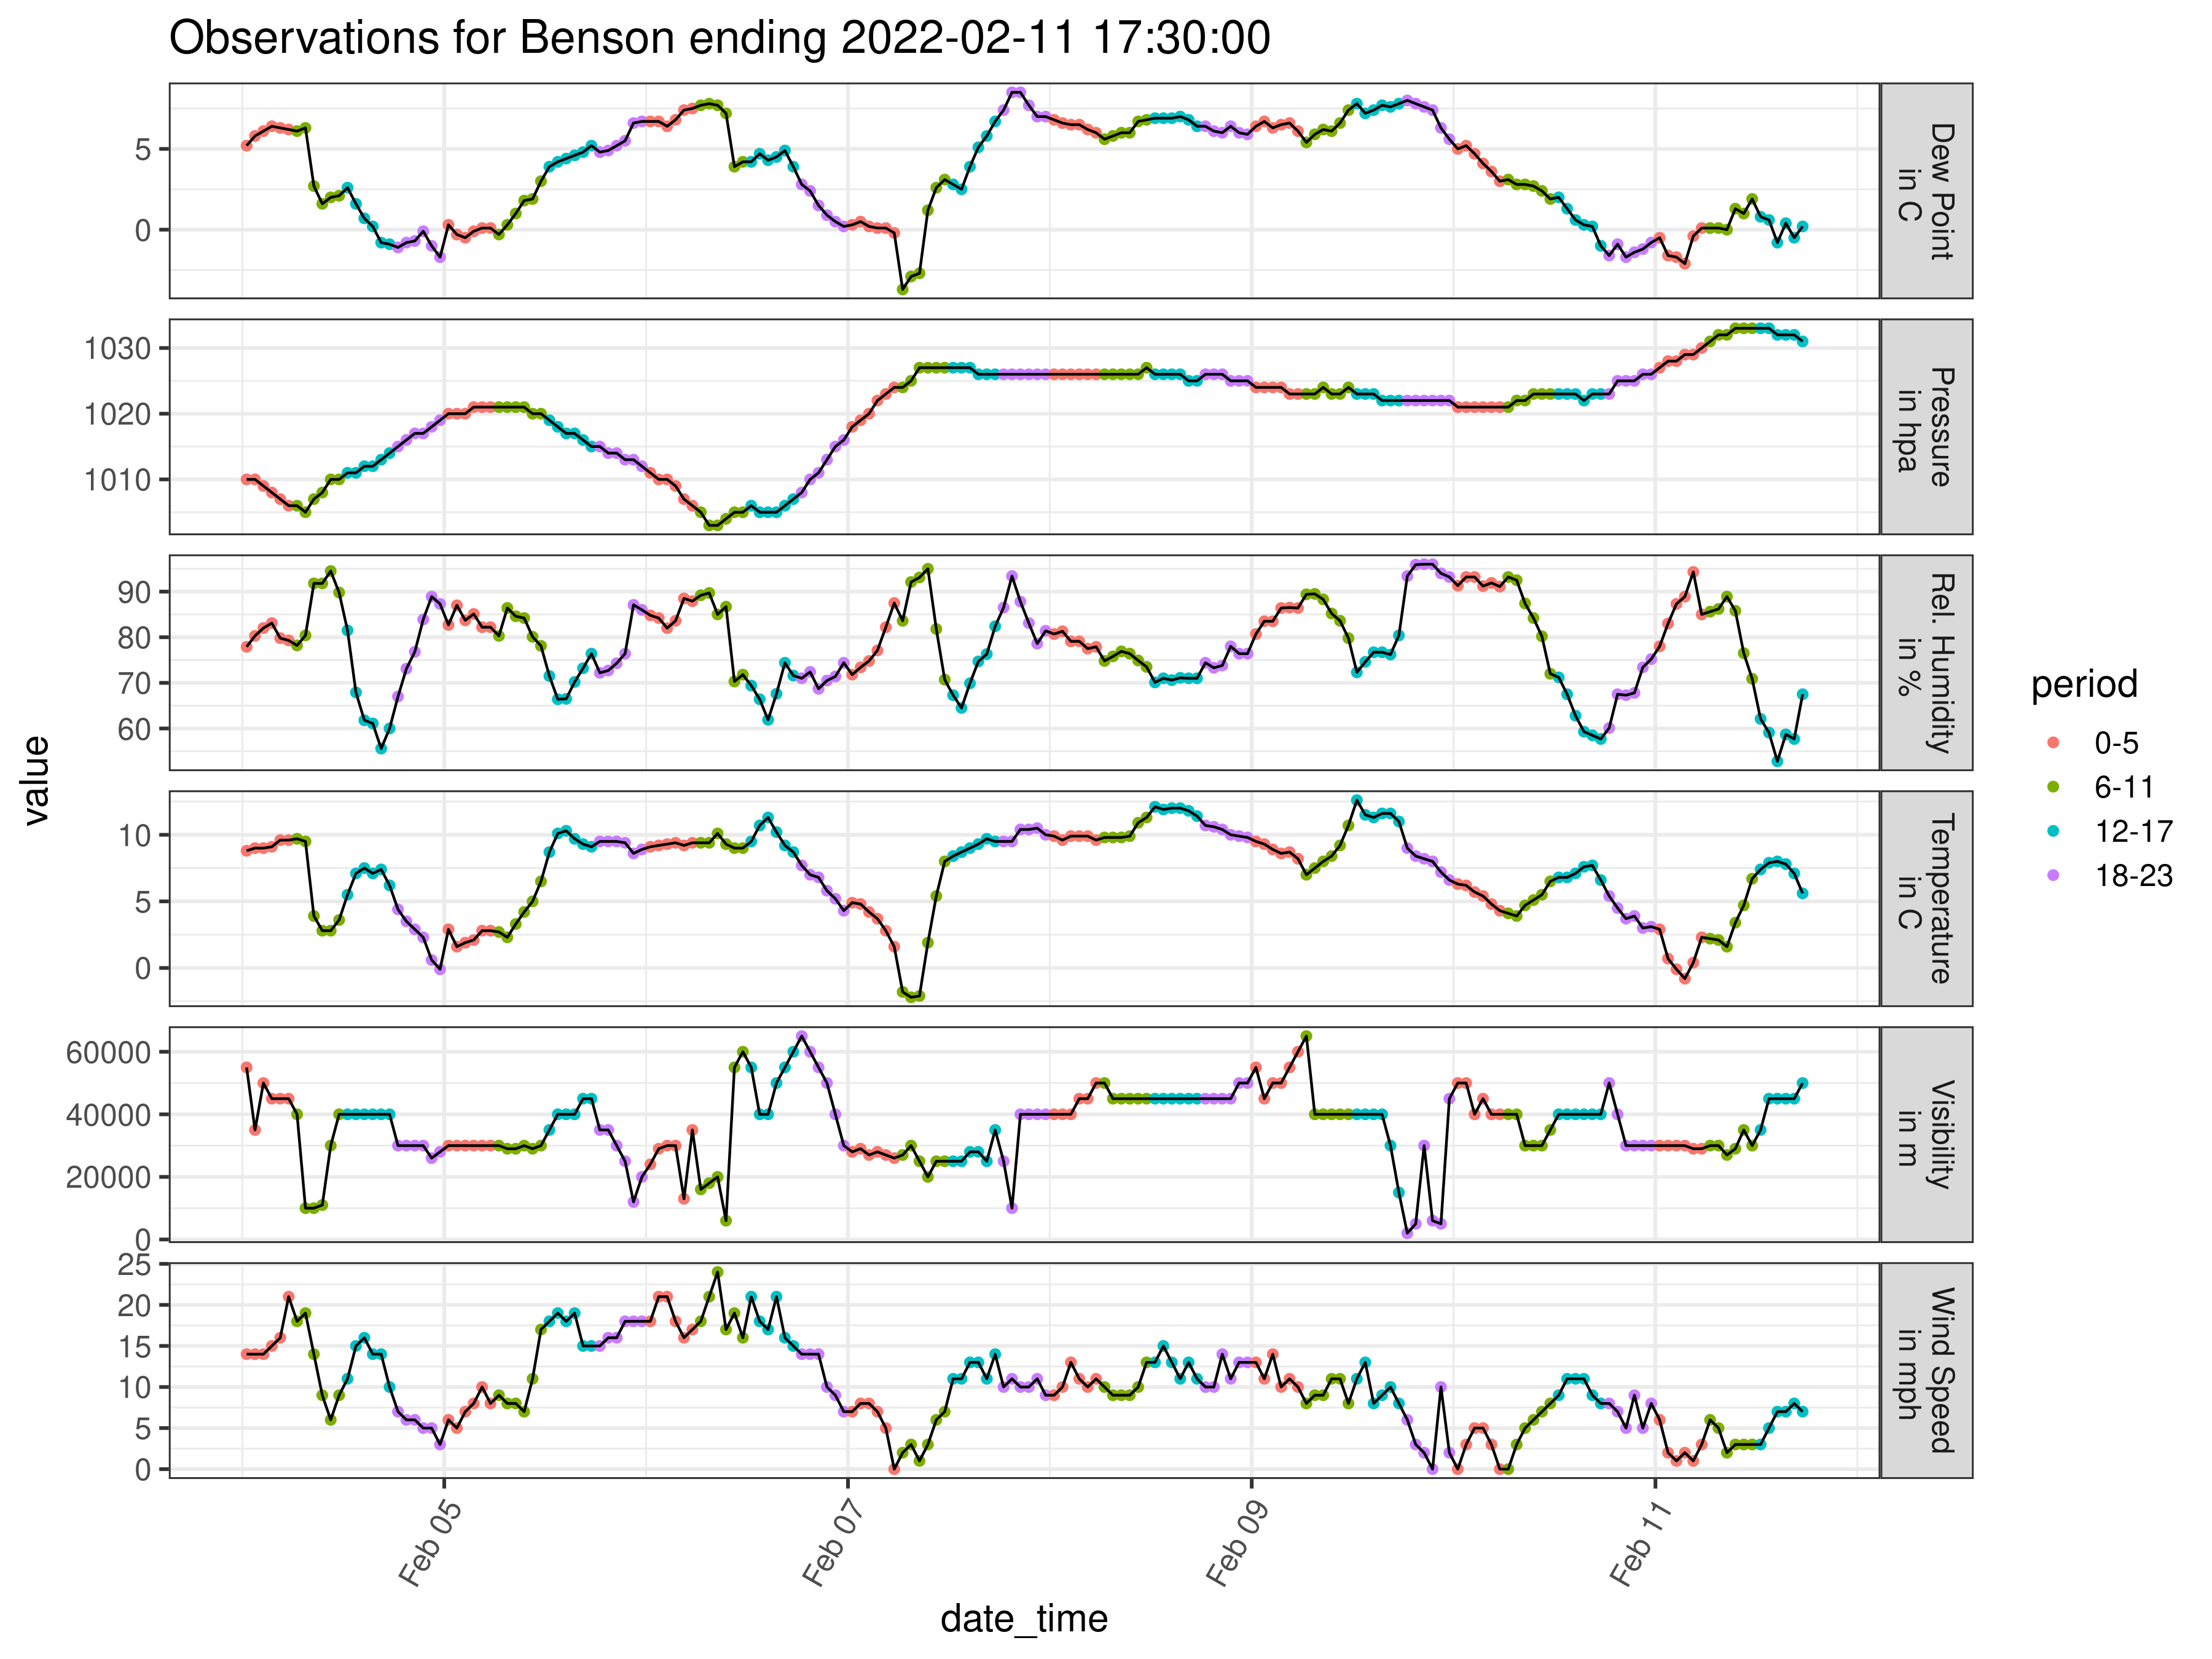 Observations for Benson ending 2022-02-11 17:30:00
value
5
0
Dew Point
in C
1030
1020
1010
Pressure
in hpa
90
80
70
60
Rel. Humidity
in %
10
5
0
Temperature
in C
60000
40000
20000
0
Visibility
in m
25
20
15
10
5
0
Wind Speed
in mph
Feb 05
Feb 07
Feb 09
Feb 11
date_time
period
0-5
6-11
12-17
18-23